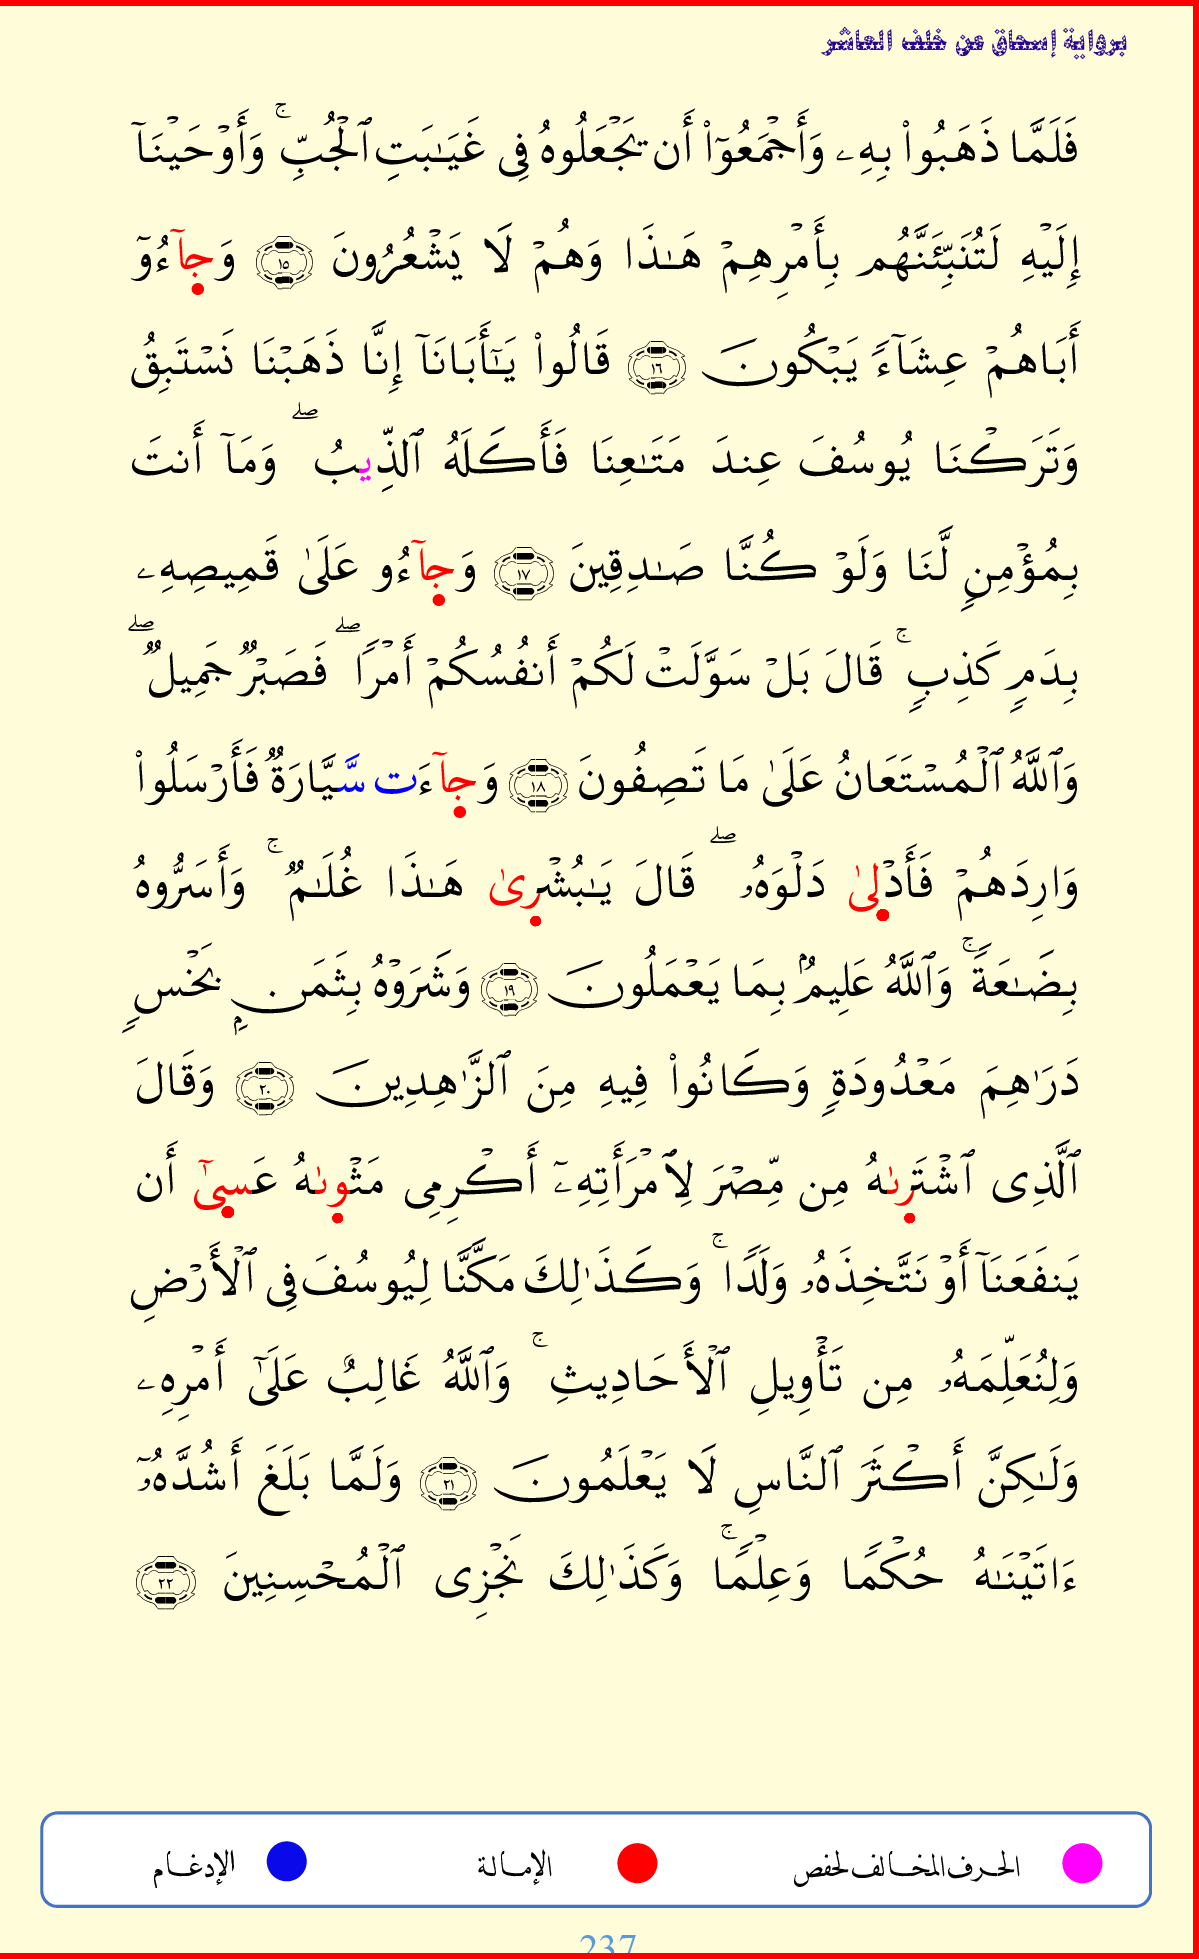 برواية إسحاق عن خلف العاشر
فَلَمَّا ذَهَبُوا۟ بِهِۦ وَأَجْمَعُوٓا۟ أَن يَجْعَلُوهُ فِى غَيَـٰبَتِ ٱلْجُبِّ ۚ وَأَوْحَيْنَآ
إِلَيْهِ لَتُنَبِّئَنَّهُم بِأَمْرِهِمْ هَـٰذَا وَهُمْ لَا يَشْعُرُونَ ١٥ وَجِآءُوٓ
أَبَاهُمْ عِشَآءً يَبْكُونَ ١٦ قَالُوا۟ يَـٰٓأَبَانَآ إِنَّا ذَهَبْنَا نَسْتَبِقُ
وَتَرَكْنَا يُوسُفَ عِندَ مَتَـٰعِنَا فَأَكَلَهُ ٱلذِّيبُ ۖ وَمَآ أَنتَ
بِمُؤْمِنٍ لَّنَا وَلَوْ كُنَّا صَـٰدِقِينَ ١٧ وَجِآءُو عَلَىٰ قَمِيصِهِۦ
بِدَمٍ كَذِبٍ ۚ قَالَ بَلْ سَوَّلَتْ لَكُمْ أَنفُسُكُمْ أَمْرًا ۖ فَصَبْرٌ جَمِيلٌ ۖ
وَٱللَّهُ ٱلْمُسْتَعَانُ عَلَىٰ مَا تَصِفُونَ ١٨ وَجِآءَت سَّيَّارَةٌ فَأَرْسَلُوا۟
وَارِدَهُمْ فَأَدْلِىٰ دَلْوَهُۥ ۖ قَالَ يَـٰبُشْرِىٰ هَـٰذَا غُلَـٰمٌ ۚ وَأَسَرُّوهُ
بِضَـٰعَةً ۚ وَٱللَّهُ عَلِيمٌۢ بِمَا يَعْمَلُونَ ١٩ وَشَرَوْهُ بِثَمَنٍۭ بَخْسٍ
دَرَٰهِمَ مَعْدُودَةٍ وَكَانُوا۟ فِيهِ مِنَ ٱلزَّٰهِدِينَ ٢٠ وَقَالَ
ٱلَّذِى ٱشْتَرِىٰهُ مِن مِّصْرَ لِٱمْرَأَتِهِۦٓ أَكْرِمِى مَثْوِىٰهُ عَسِىٰٓ أَن
يَنفَعَنَآ أَوْ نَتَّخِذَهُۥ وَلَدًا ۚ وَكَذَٰلِكَ مَكَّنَّا لِيُوسُفَ فِى ٱلْأَرْضِ
وَلِنُعَلِّمَهُۥ مِن تَأْوِيلِ ٱلْأَحَادِيثِ ۚ وَٱللَّهُ غَالِبٌ عَلَىٰٓ أَمْرِهِۦ
وَلَـٰكِنَّ أَكْثَرَ ٱلنَّاسِ لَا يَعْلَمُونَ ٢١ وَلَمَّا بَلَغَ أَشُدَّهُۥٓ
ءَاتَيْنَـٰهُ حُكْمًا وَعِلْمًا ۚ وَكَذَٰلِكَ نَجْزِى ٱلْمُحْسِنِينَ ٢٢
الحرف المخالف لحفص الإمالة الإدغام
237